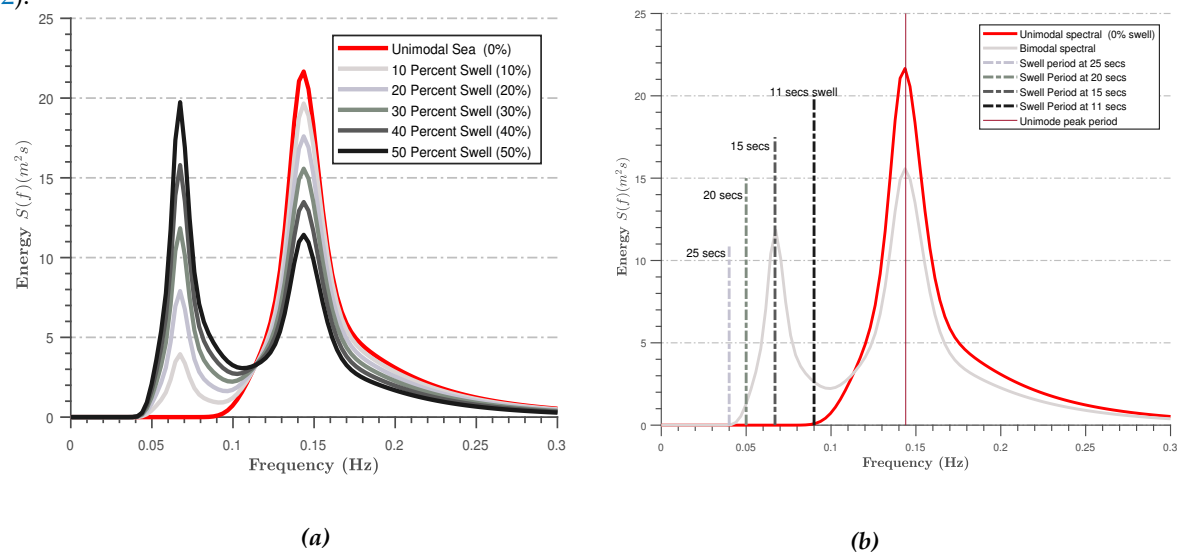 2).
25
20
15
10
5
0
Energy S(f)(m²s)
0
0.05
0.1
0.15
0.2
0.25
0.3
Frequency (Hz)
Unimodal Sea (0%)
10 Percent Swell (10%)
20 Percent Swell (20%)
30 Percent Swell (30%)
40 Percent Swell (40%)
50 Percent Swell (50%)
(a)
25
20
15
10
5
0
Energy S(f)(m²s)
0
0.05
0.1
0.15
0.2
0.25
0.3
Frequency (Hz)
Unimodal spectral (0% swell)
Bimodal spectral
Swell period at 25 secs
Swell Period at 20 secs
Swell Period at 15 secs
Swell Period at 11 secs
Unimode peak period
11 secs swell
15 secs
20 secs
25 secs
(b)